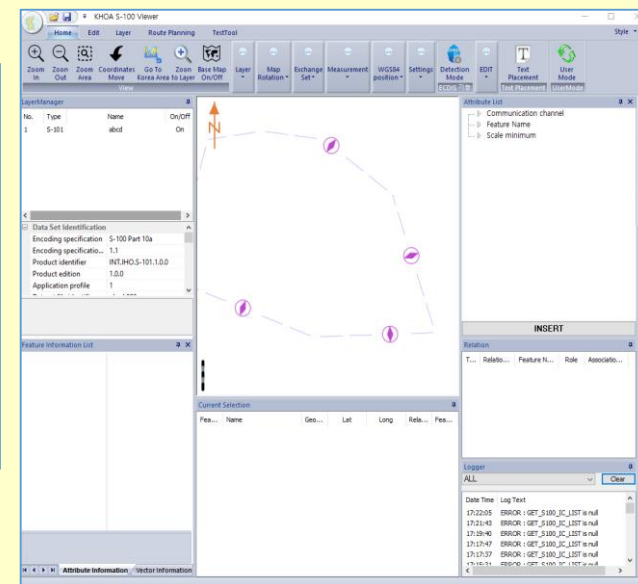 KHOA S-100 Viewer
Home Edit Layer Route Planning TestTool Style
Zoom In
Zoom Out
Zoom Area
Coordinates Move
Go To Korea Area
Zoom to Layer
Base Map On/Off
Layer
Map Rotation
Exchange Set
Measurement
WGS84 position
Settings
Detection Mode
EDIT
Text Placement
User Mode
View ECDIS Text Placement UserMode
LayerManager
No. Type Name On/Off
1 S-101 abcd On
Data Set Identification
Encoding specification S-100 Part 10a
Encoding specificatio... 1.1
Product identifier INT.IHO.S-101.1.0.0
Product edition 1.0.0
Application profile 1
Feature Information List
Attribute Information Vector Information
N
Current Selection
Fea... Name Geo... Lat Long Rela... Fea...
Attribute List
Communication channel
Feature Name
Scale minimum
INSERT
Relation
T... Relatio... Feature N... Role Associatio...
Logger
ALL Clear
Date Time Log Text
17:22:05 ERROR : GET_S100_IC_LIST is null
17:21:43 ERROR : GET_S100_IC_LIST is null
17:19:40 ERROR : GET_S100_IC_LIST is null
17:17:47 ERROR : GET_S100_IC_LIST is null
17:17:37 ERROR : GET_S100_IC_LIST is null
17:15:31 ERROR : GET_S100_IC_LIST is null